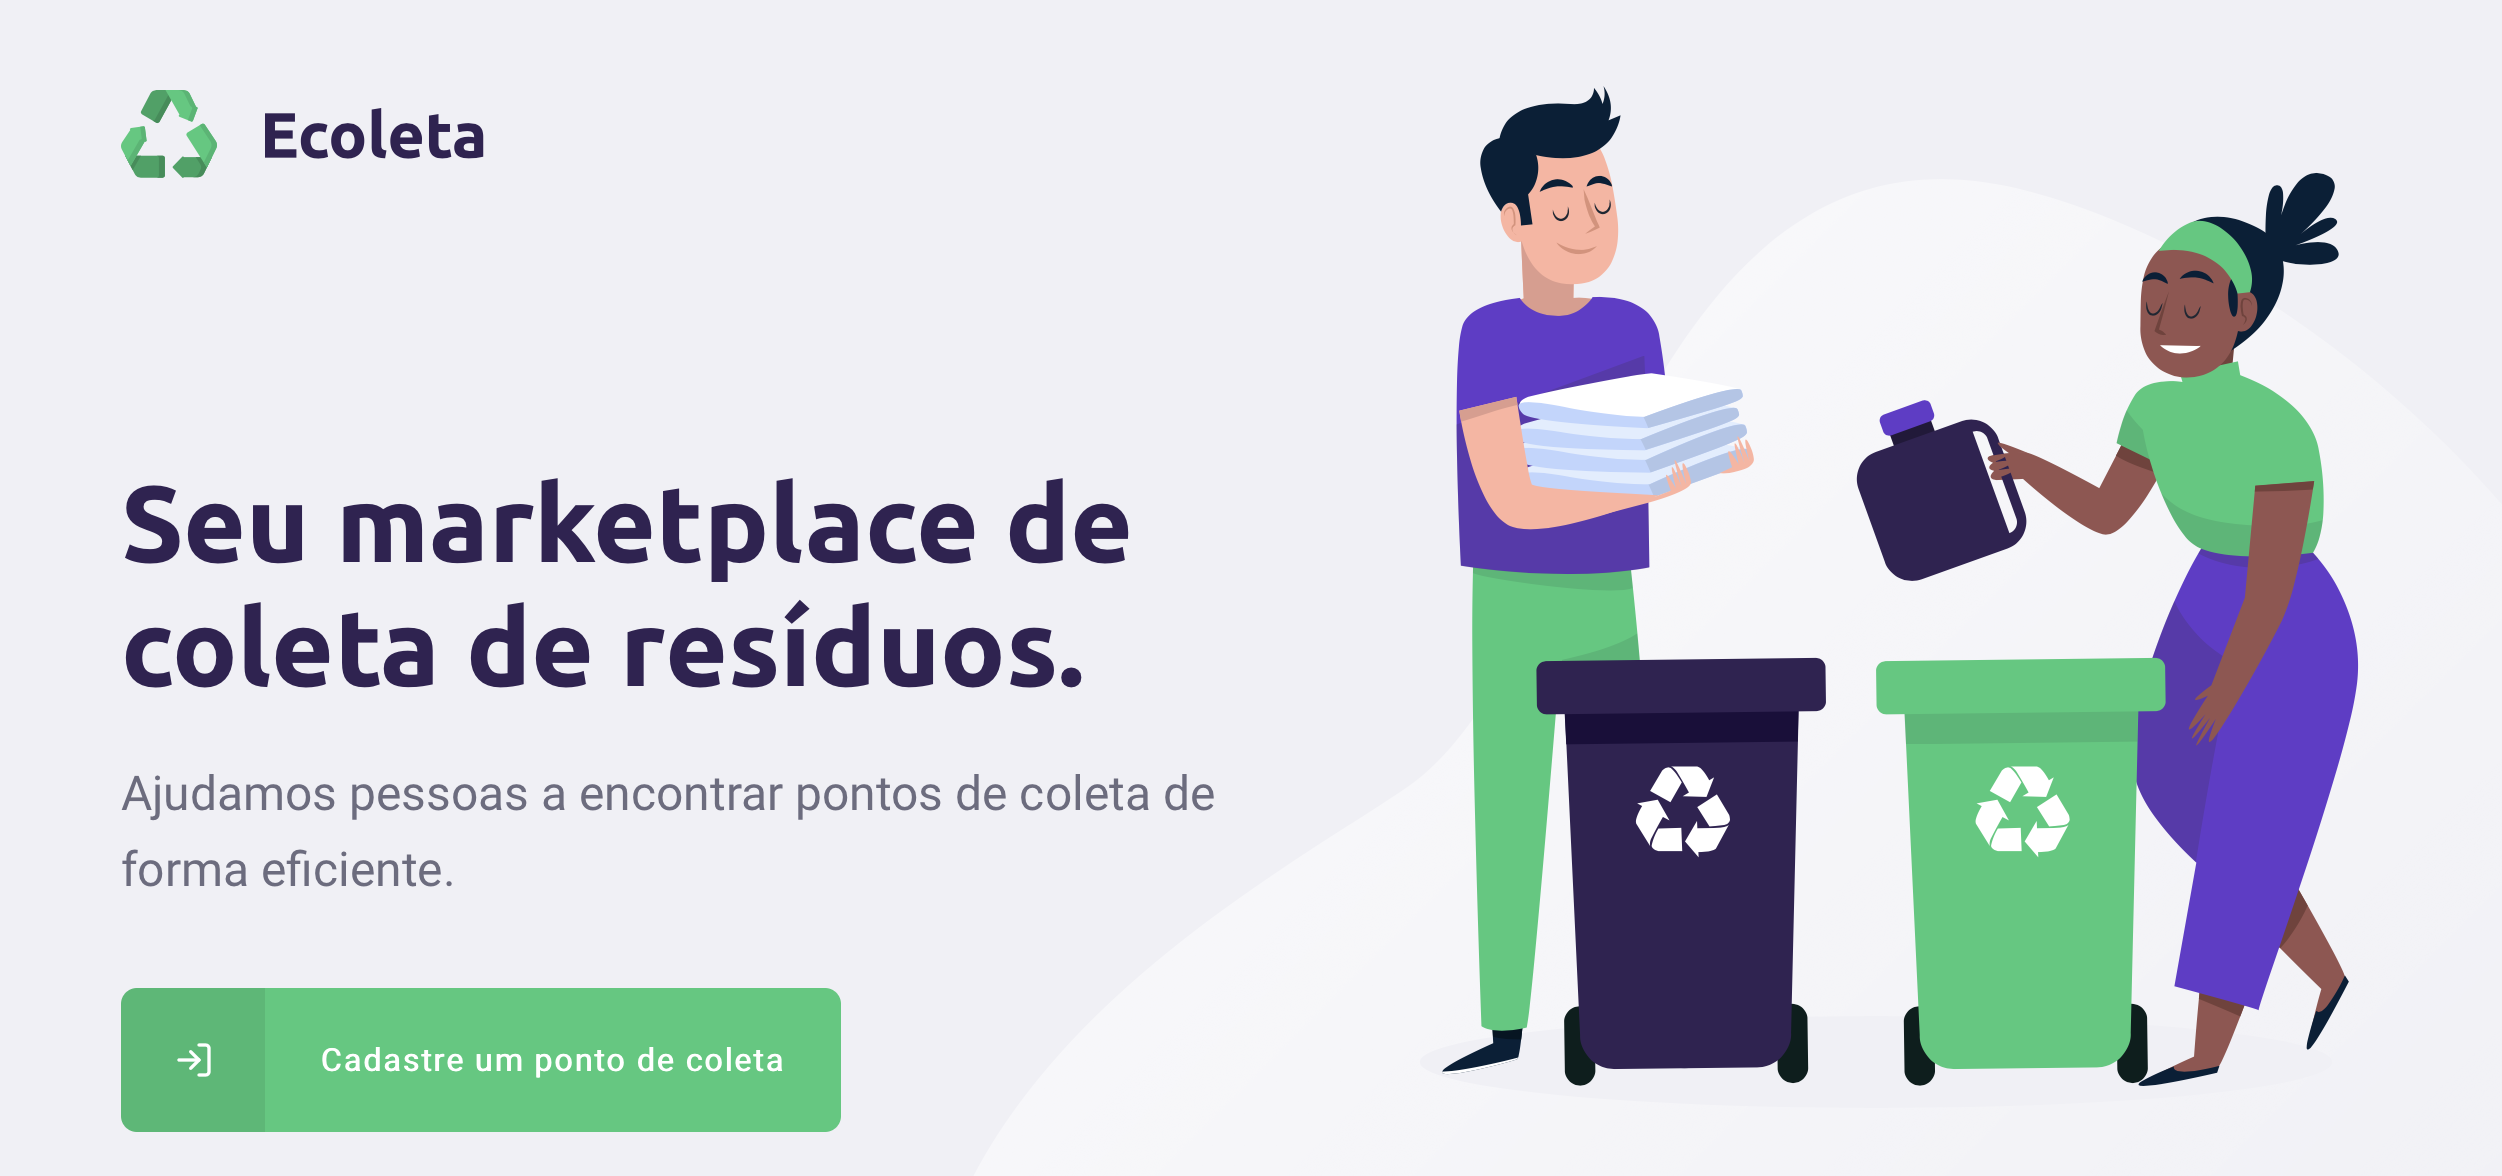 Ecoleta
Seu marketplace de
coleta de resíduos.
Ajudamos pessoas a encontrar pontos de coleta de
forma eficiente.
Cadastre um ponto de coleta